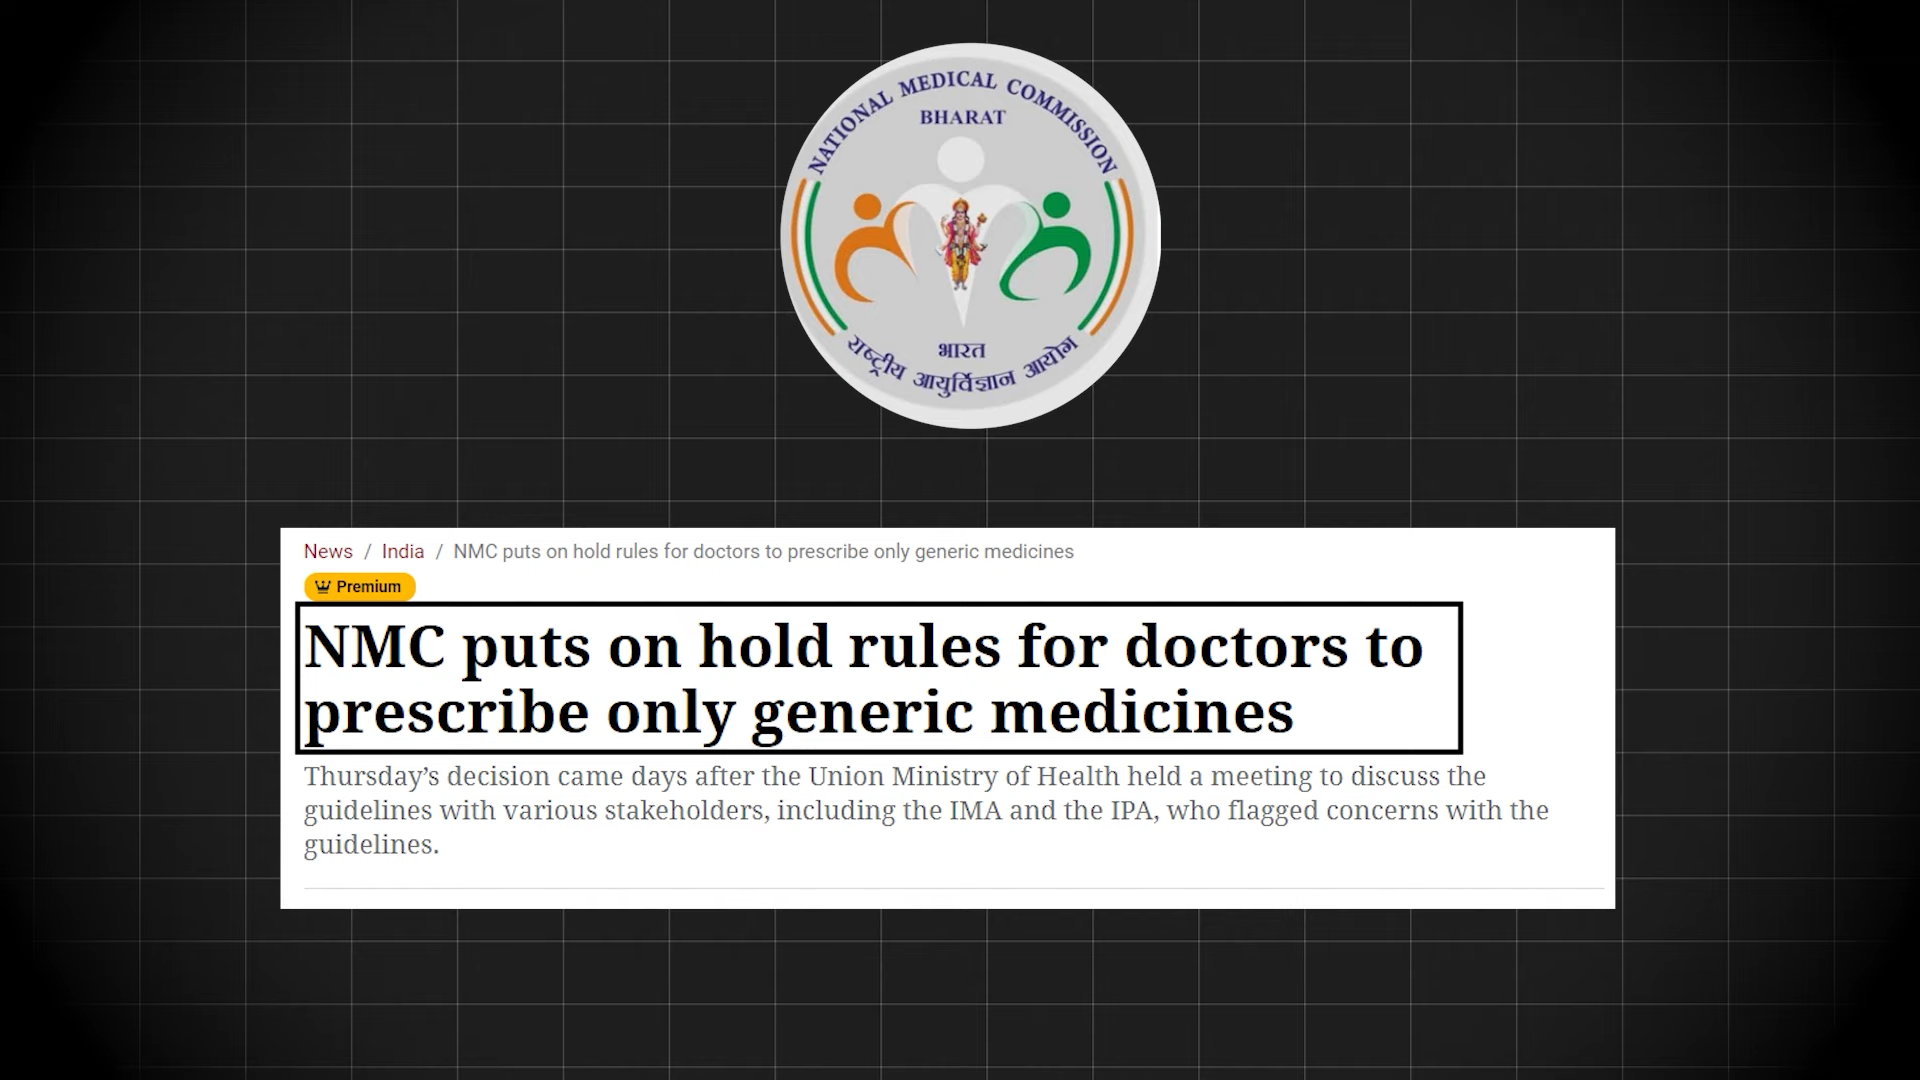 NATIONAL MEDICAL COMMISSION
BHARAT
भारत
राष्ट्रीय आयुर्विज्ञान आयोग
News / India / NMC puts on hold rules for doctors to prescribe only generic medicines
Premium
NMC puts on hold rules for doctors to
prescribe only generic medicines
Thursday’s decision came days after the Union Ministry of Health held a meeting to discuss the
guidelines with various stakeholders, including the IMA and the IPA, who flagged concerns with the
guidelines.